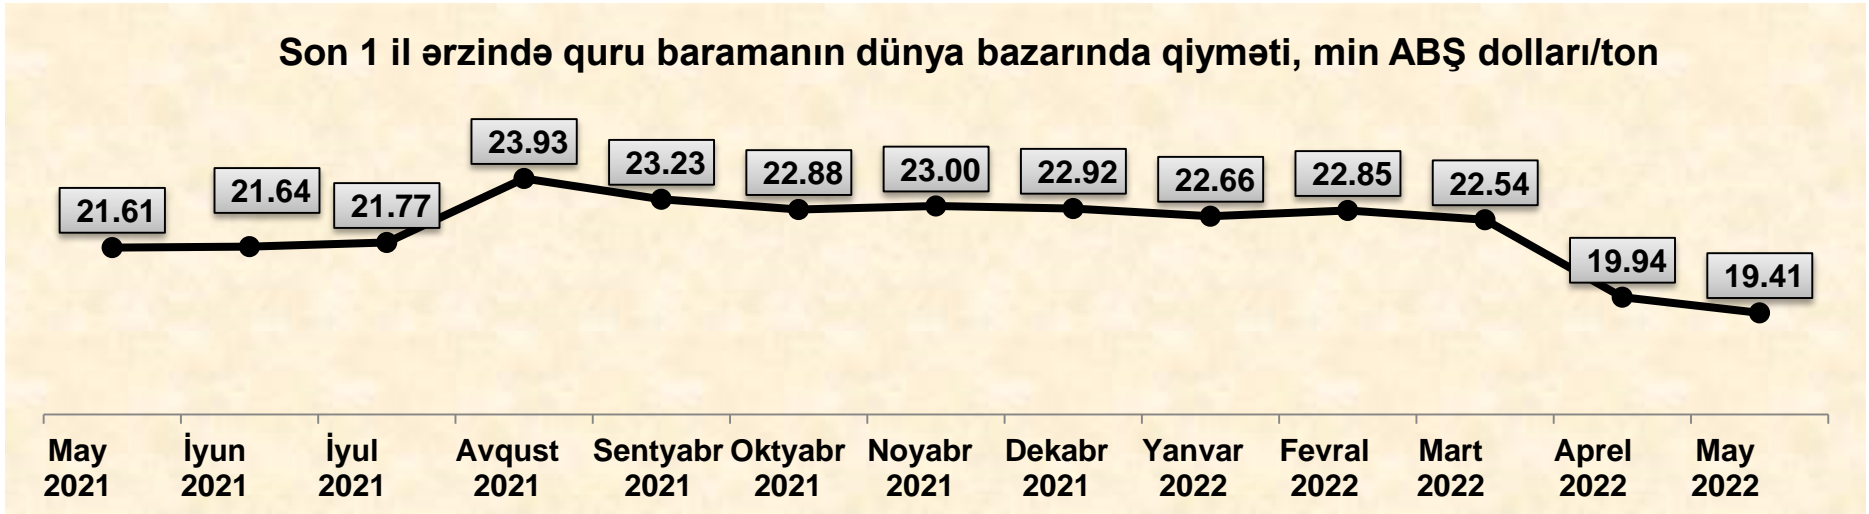 Son 1 il ərzində quru baramanın dünya bazarında qiyməti, min ABŞ dolları/ton
21.61
21.64
21.77
23.93
23.23
22.88
23.00
22.92
22.66
22.85
22.54
19.94
19.41
May
2021
İyun
2021
İyul
2021
Avqust
2021
Sentyabr
2021
Oktyabr
2021
Noyabr
2021
Dekabr
2021
Yanvar
2022
Fevral
2022
Mart
2022
Aprel
2022
May
2022